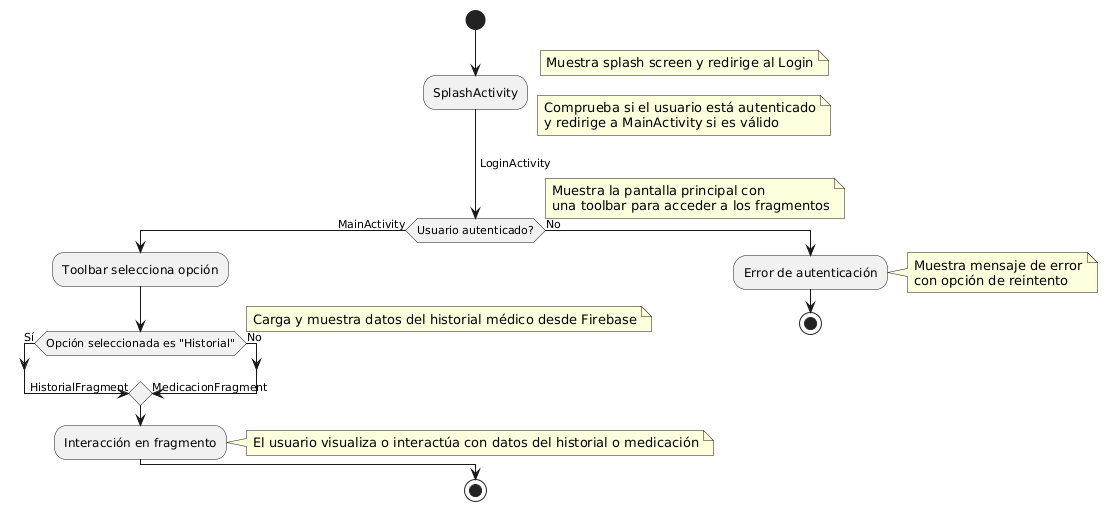 Muestra splash screen y redirige al Login
SplashActivity
Comprueba si el usuario está autenticado
y redirige a MainActivity si es válido
LoginActivity
Muestra la pantalla principal con
una toolbar para acceder a los fragmentos
MainActivity
Usuario autenticado?
No
Toolbar selecciona opción
Error de autenticación
Muestra mensaje de error
con opción de reintento
Carga y muestra datos del historial médico desde Firebase
Sí
Opción seleccionada es "Historial"
No
HistorialFragment
MedicacionFragment
Interacción en fragmento
El usuario visualiza o interactúa con datos del historial o medicación